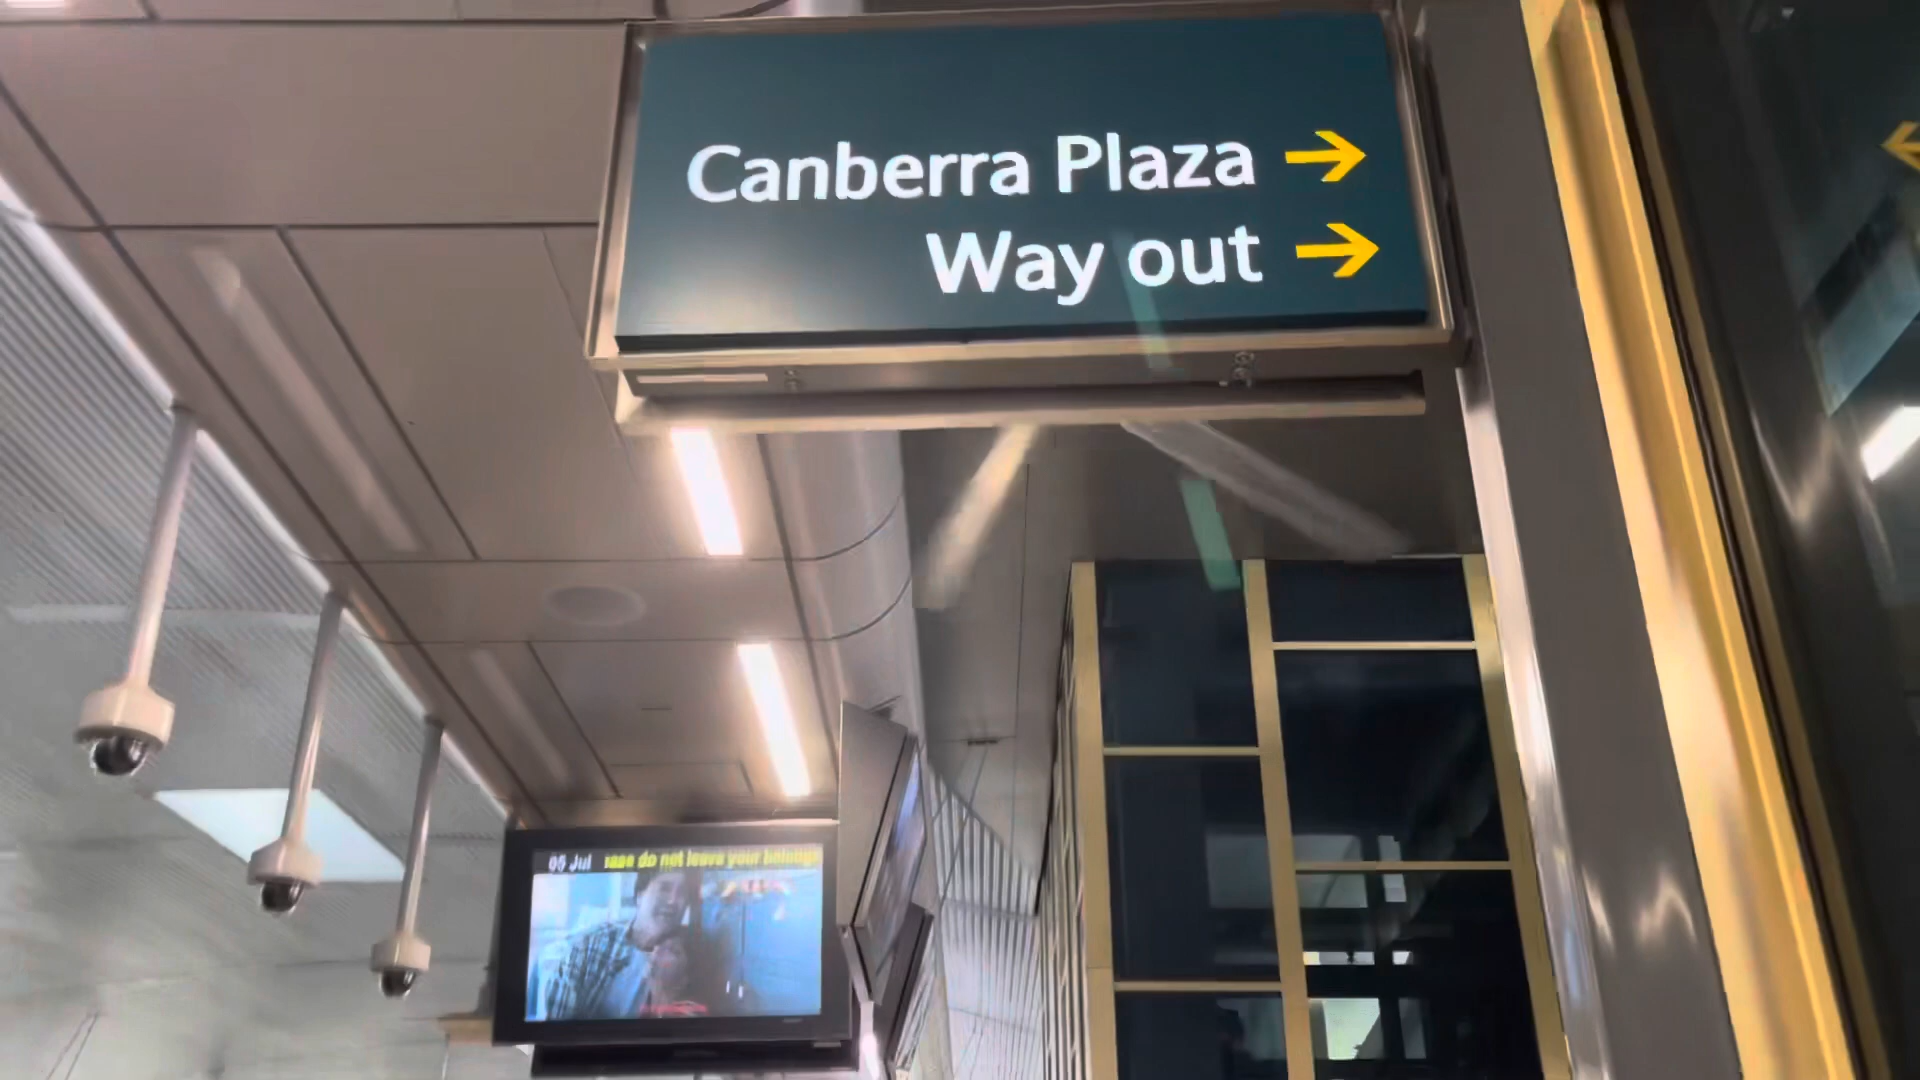 Canberra Plaza →
Way out →
05 Jul do not leave your